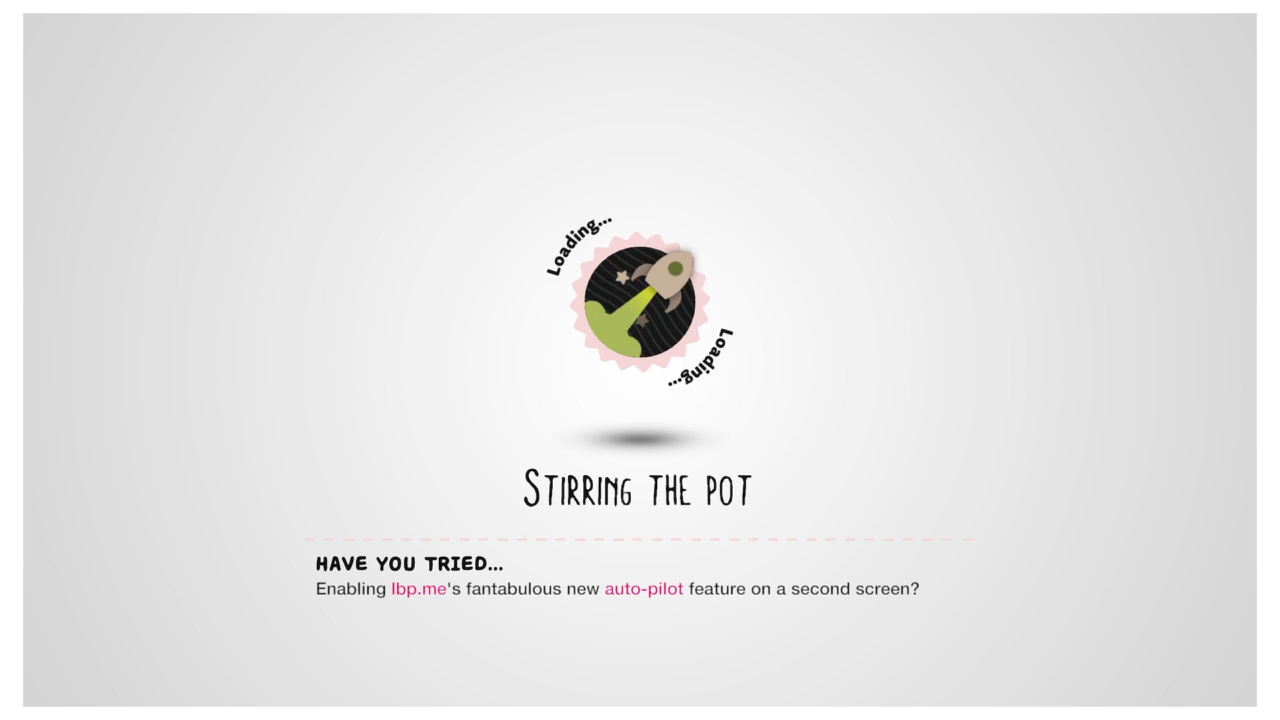 Loading...
Loading...
Stirring the pot
HAVE YOU TRIED...
Enabling lbp.me's fantabulous new auto-pilot feature on a second screen?